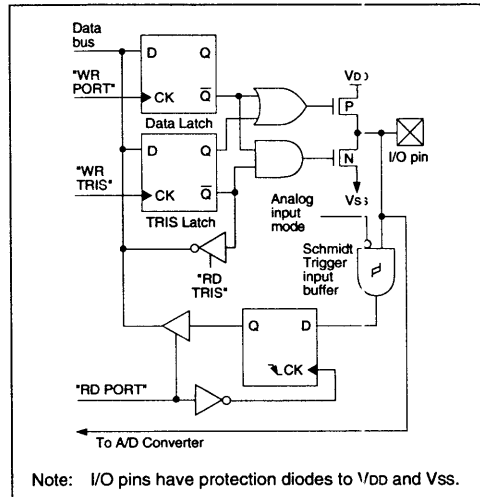 Data
bus
D Q
"WR
PORT"
CK Q
Data Latch
VDD
P
D Q
N
I/O pin
"WR
TRIS"
CK Q
TRIS Latch
VSS
Analog
input
mode
Schmidt
Trigger
input
buffer
"RD
TRIS"
Q D
CK
"RD PORT"
To A/D Converter
Note: I/O pins have protection diodes to VDD and VSS.